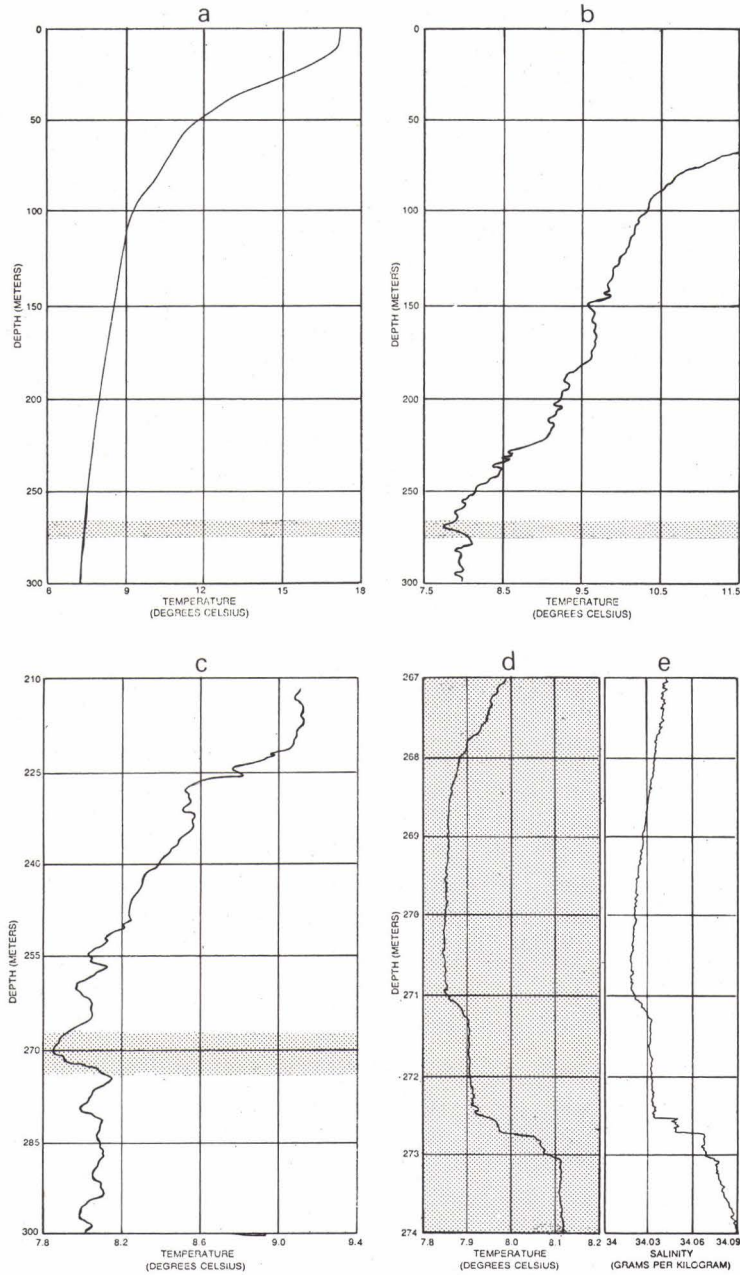 a
0
50
100
150
200
250
300
DEPTH (METERS)
6 9 12 15 18
TEMPERATURE
(DEGREES CELSIUS)
b
0
50
100
150
200
250
300
DEPTH (METERS)
7.5 8.5 9.5 10.5 11.5
TEMPERATURE
(DEGREES CELSIUS)
c
210
225
240
255
270
285
300
DEPTH (METERS)
7.8 8.2 8.6 9.0 9.4
TEMPERATURE
(DEGREES CELSIUS)
d
267
268
269
270
271
272
273
274
DEPTH (METERS)
7.8 7.9 8.0 8.1 8.2
TEMPERATURE
(DEGREES CELSIUS)
e
34 34.03 34.06 34.09
SALINITY
(GRAMS PER KILOGRAM)